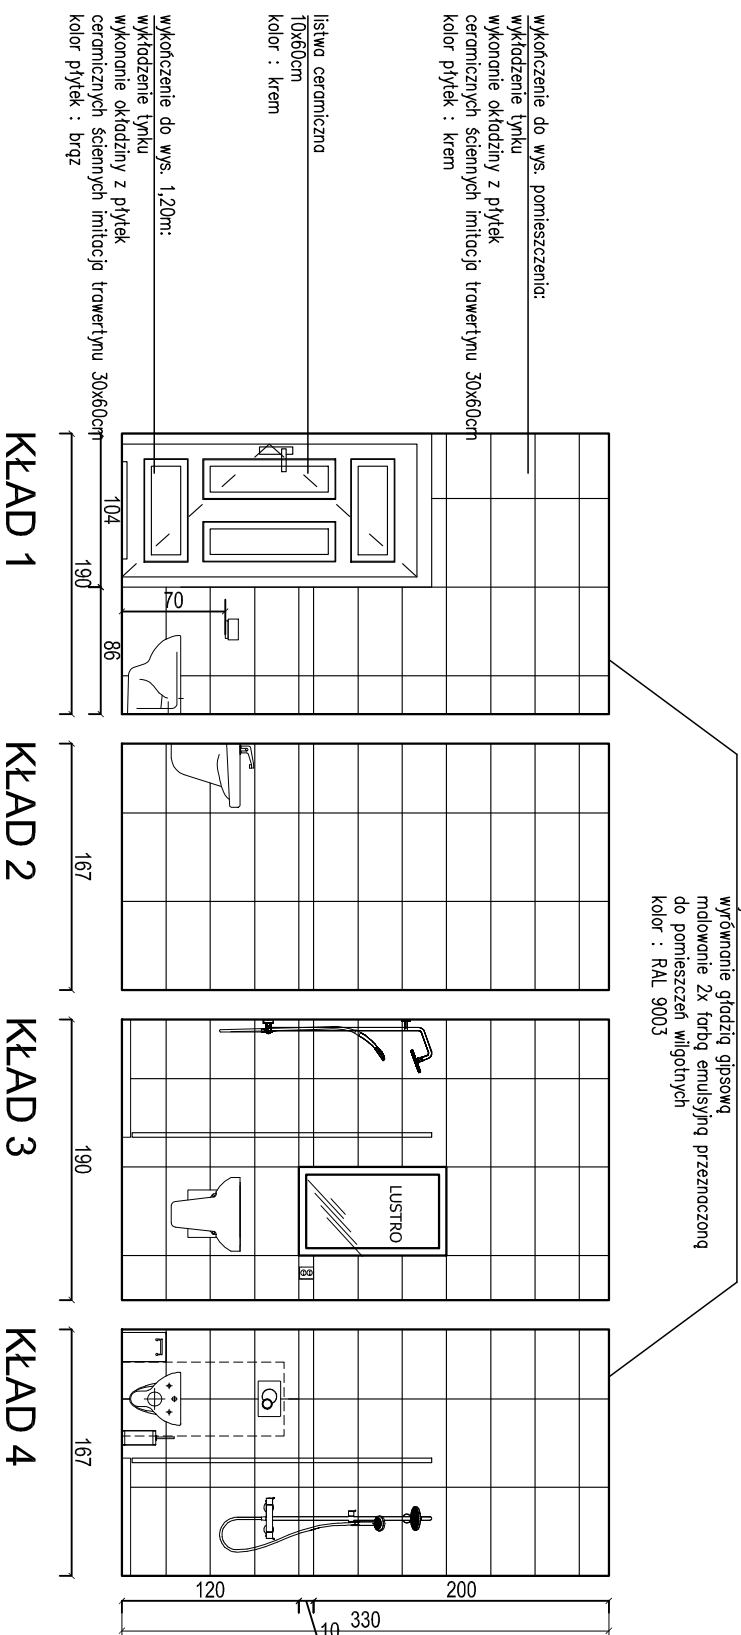 wykończenie do wys. pomieszczenia:
wykładzenie tynku
wykonanie okładziny z płytek
ceramicznych ściennych imitacja trawertynu 30x60cm
kolor płytek : krem
listwa ceramiczna
10x60cm
kolor : krem
wykończenie do wys. 1,20m:
wykładzenie tynku
wykonanie okładziny z płytek
ceramicznych ściennych imitacja trawertynu 30x60cm
kolor płytek : brąz
wyrównanie gładzią gipsową
malowanie 2x farbą emulsyjną przeznaczoną
do pomieszczeń wilgotnych
kolor : RAL 9003
70
104
86
190
KŁAD 1
167
KŁAD 2
LUSTRO
190
KŁAD 3
167
KŁAD 4
120
10
200
330